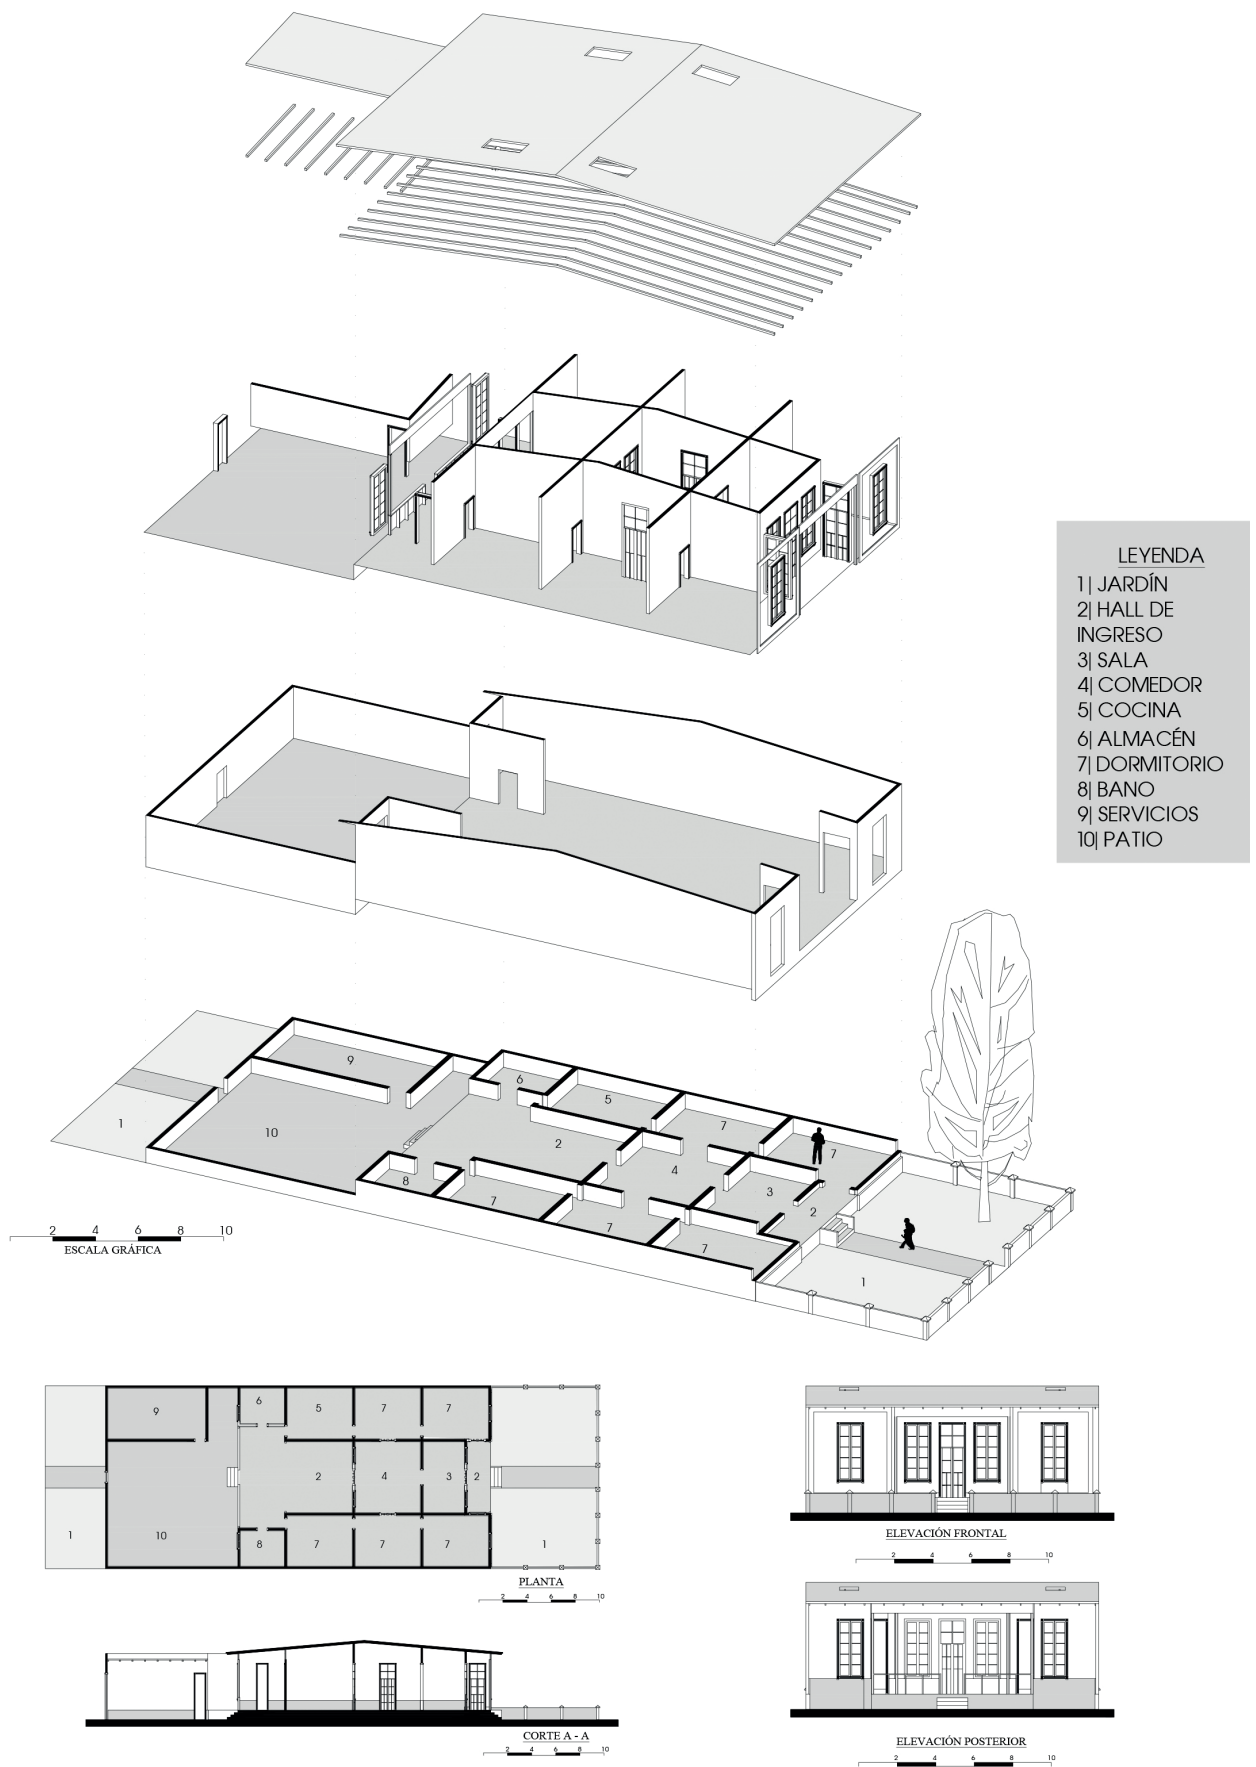 LEYENDA
1| JARDÍN
2| HALL DE
INGRESO
3| SALA
4| COMEDOR
5| COCINA
6| ALMACÉN
7| DORMITORIO
8| BANO
9| SERVICIOS
10| PATIO
9
6
5
1
10
7
2
7
4
8
3
7
2
7
7
1
2 4 6 8 10
ESCALA GRÁFICA
9 6 5 7 7
2 4 3 2
1 10 8 7 7 7 1
PLANTA
2 4 6 8 10
ELEVACIÓN FRONTAL
2 4 6 8 10
CORTE A - A
2 4 6 8 10
ELEVACIÓN POSTERIOR
2 4 6 8 10